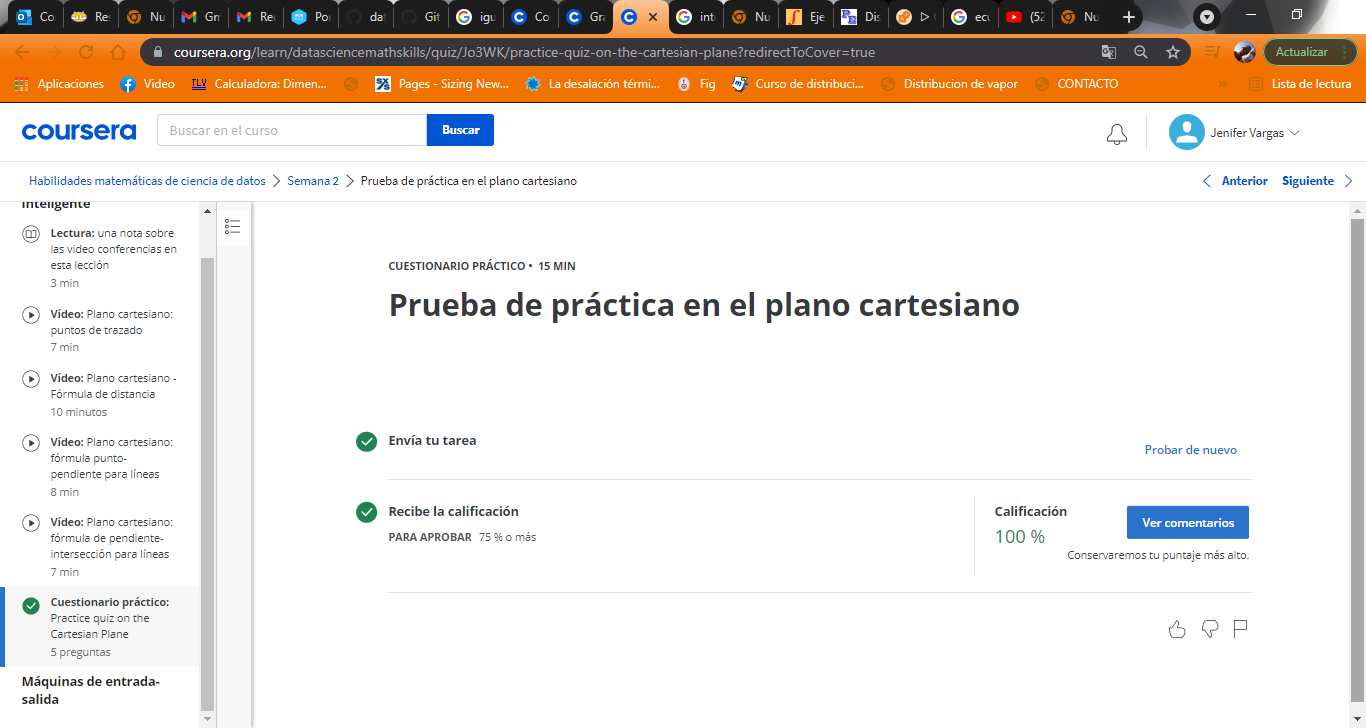 Co
Res
Nu
Gm
Rec
Por
dat
Git
igu
Co
Gra
C
inte
Nu
Eje
Dis
ecu
(52
Nu
coursera.org/learn/datasciencemathskills/quiz/Jo3WK/practice-quiz-on-the-cartesian-plane?redirectToCover=true
Actualizar
Aplicaciones
Video
TLV Calculadora: Dimen...
Pages - Sizing New...
La desalación térmi...
Fig
Curso de distribuci...
Distribucion de vapor
CONTACTO
»
Lista de lectura
coursera
Buscar en el curso
Buscar
Jenifer Vargas
Habilidades matemáticas de ciencia de datos
Semana 2
Prueba de práctica en el plano cartesiano
Anterior
Siguiente
inteligente
Lectura: una nota sobre
las video conferencias en
esta lección
3 min
Vídeo: Plano cartesiano:
puntos de trazado
7 min
Vídeo: Plano cartesiano -
Fórmula de distancia
10 minutos
Vídeo: Plano cartesiano:
fórmula punto-
pendiente para líneas
8 min
Vídeo: Plano cartesiano:
fórmula de pendiente-
intersección para líneas
7 min
Cuestionario práctico:
Practice quiz on the
Cartesian Plane
5 preguntas
Máquinas de entrada-
salida
CUESTIONARIO PRÁCTICO • 15 MIN
Prueba de práctica en el plano cartesiano
Envía tu tarea
Probar de nuevo
Recibe la calificación
PARA APROBAR 75 % o más
Calificación
100 %
Ver comentarios
Conservaremos tu puntaje más alto.